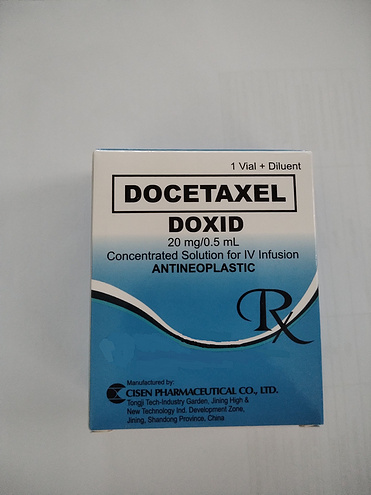 1 Vial + Diluent
DOCETAXEL
DOXID
20 mg/0.5 mL
Concentrated Solution for IV Infusion
ANTINEOPLASTIC
Rx
Manufactured by:
CISEN PHARMACEUTICAL CO., LTD.
Tongji Tech-Industry Garden, Jining High &
New Technology Ind. Development Zone,
Jining, Shandong Province, China